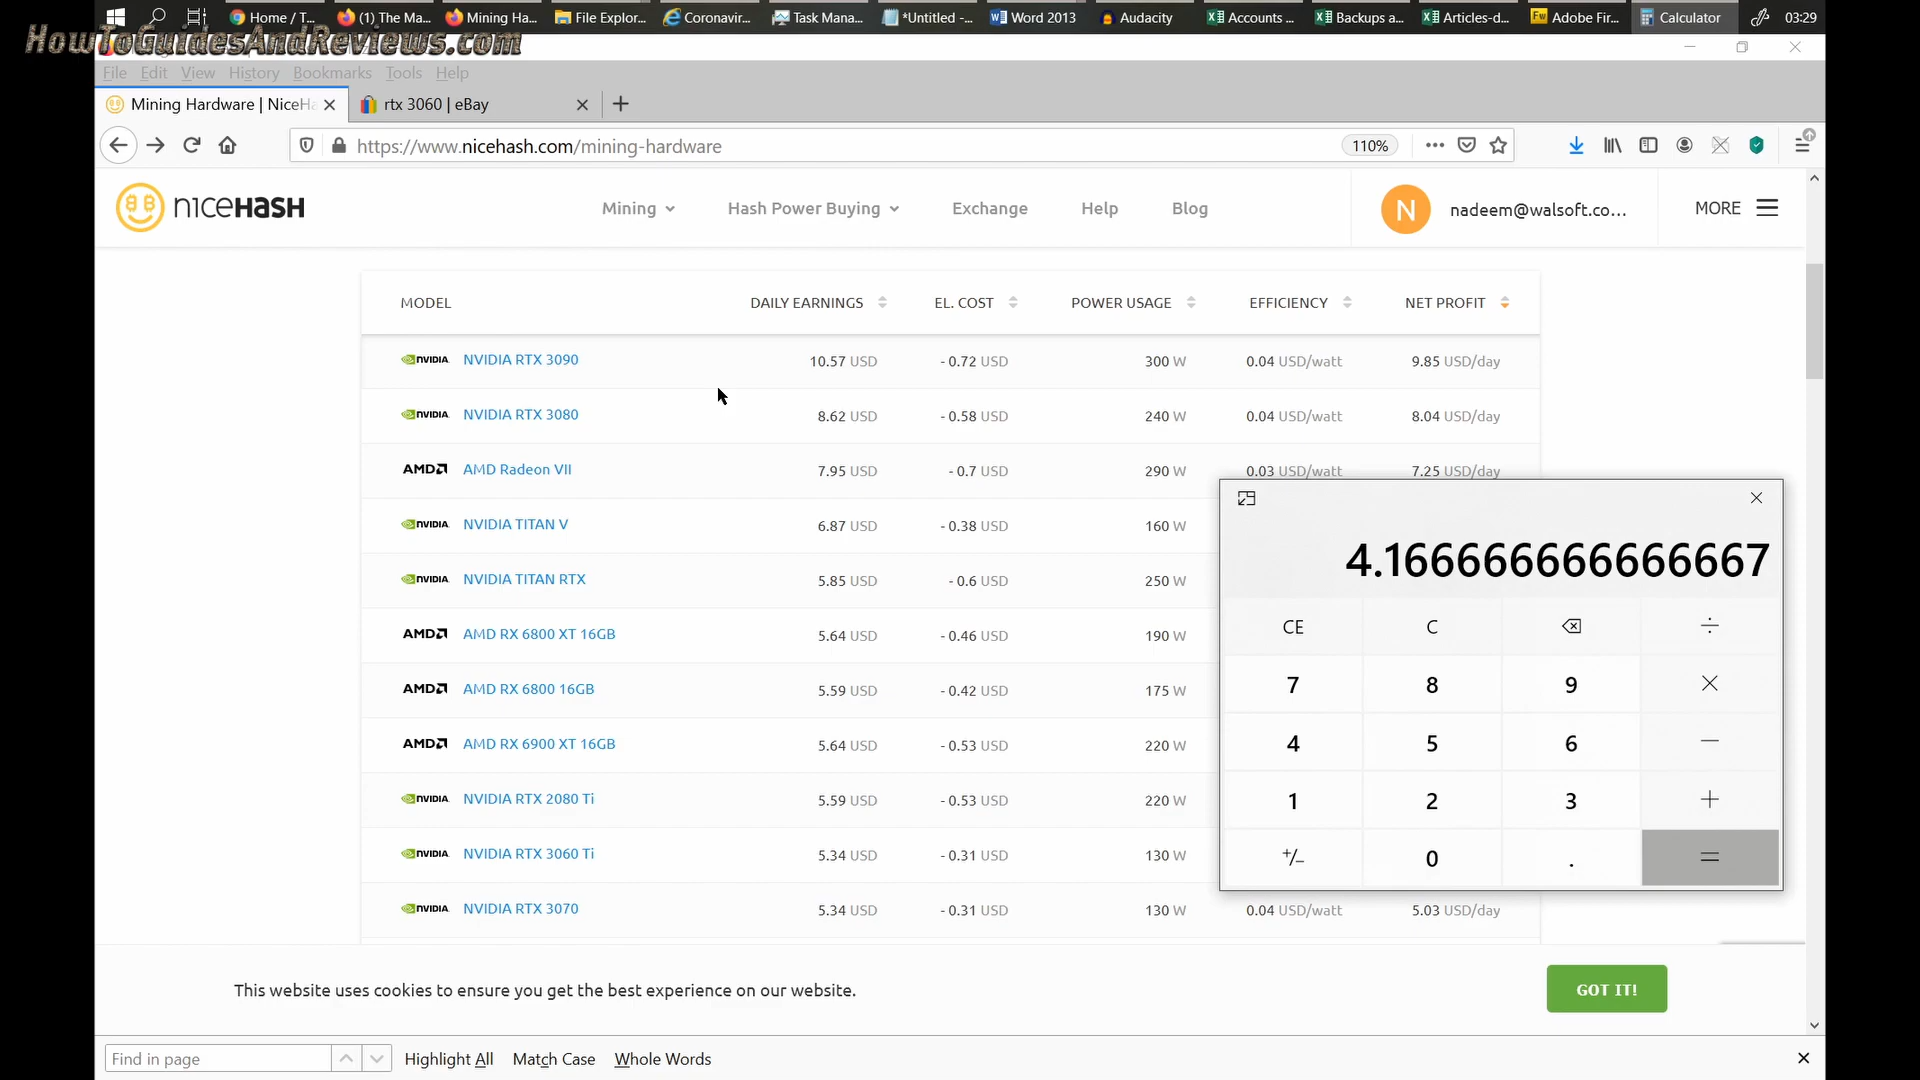 Home / T...
(1) The Ma...
Mining Ha...
File Explor...
Coronavir...
Task Mana...
*Untitled -...
Word 2013
Audacity
Accounts ...
Backups a...
Articles-d...
Adobe Fir...
Calculator
03:29
HowToGuidesAndReviews.com
File Edit View History Bookmarks Tools Help
Mining Hardware | NiceHa
rtx 3060 | eBay
https://www.nicehash.com/mining-hardware
110%
niceHASH
Mining
Hash Power Buying
Exchange
Help
Blog
N
nadeem@walsoft.co...
MORE
MODEL DAILY EARNINGS EL. COST POWER USAGE EFFICIENCY NET PROFIT
NVIDIA NVIDIA RTX 3090 10.57 USD - 0.72 USD 300 W 0.04 USD/watt 9.85 USD/day
NVIDIA NVIDIA RTX 3080 8.62 USD - 0.58 USD 240 W 0.04 USD/watt 8.04 USD/day
AMD AMD Radeon VII 7.95 USD - 0.7 USD 290 W 0.03 USD/watt 7.25 USD/day
NVIDIA NVIDIA TITAN V 6.87 USD - 0.38 USD 160 W
NVIDIA NVIDIA TITAN RTX 5.85 USD - 0.6 USD 250 W
AMD AMD RX 6800 XT 16GB 5.64 USD - 0.46 USD 190 W
AMD AMD RX 6800 16GB 5.59 USD - 0.42 USD 175 W
AMD AMD RX 6900 XT 16GB 5.64 USD - 0.53 USD 220 W
NVIDIA NVIDIA RTX 2080 Ti 5.59 USD - 0.53 USD 220 W
NVIDIA NVIDIA RTX 3060 Ti 5.34 USD - 0.31 USD 130 W
NVIDIA NVIDIA RTX 3070 5.34 USD - 0.31 USD 130 W 0.04 USD/watt 5.03 USD/day
4.166666666666667
CE C ÷
7 8 9 ×
4 5 6 −
1 2 3 +
+/− 0 . =
This website uses cookies to ensure you get the best experience on our website.
GOT IT!
Find in page
Highlight All Match Case Whole Words